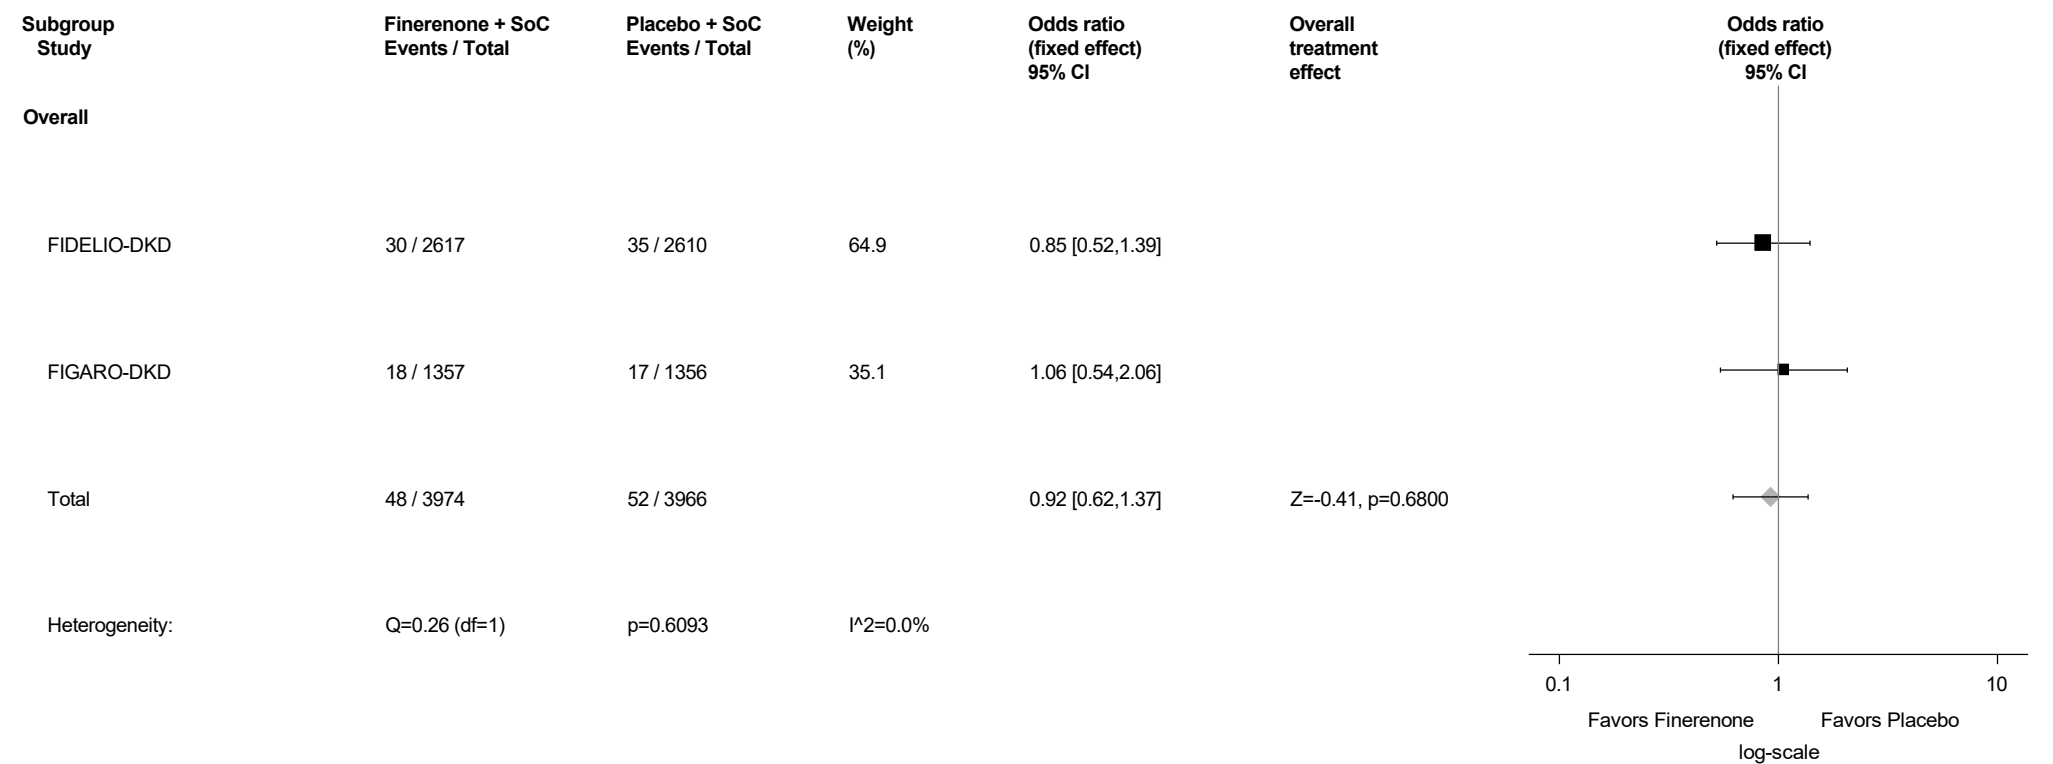 Subgroup Finerenone + SoC Placebo + SoC Weight Odds ratio Overall Odds ratio
Study Events / Total Events / Total (%) (fixed effect) treatment (fixed effect)
95% CI effect 95% CI
Overall
FIDELIO-DKD 30 / 2617 35 / 2610 64.9 0.85 [0.52,1.39]
FIGARO-DKD 18 / 1357 17 / 1356 35.1 1.06 [0.54,2.06]
Total 48 / 3974 52 / 3966 0.92 [0.62,1.37] Z=-0.41, p=0.6800
Heterogeneity: Q=0.26 (df=1) p=0.6093 I^2=0.0%
0.1 1 10
Favors Finerenone Favors Placebo
log-scale